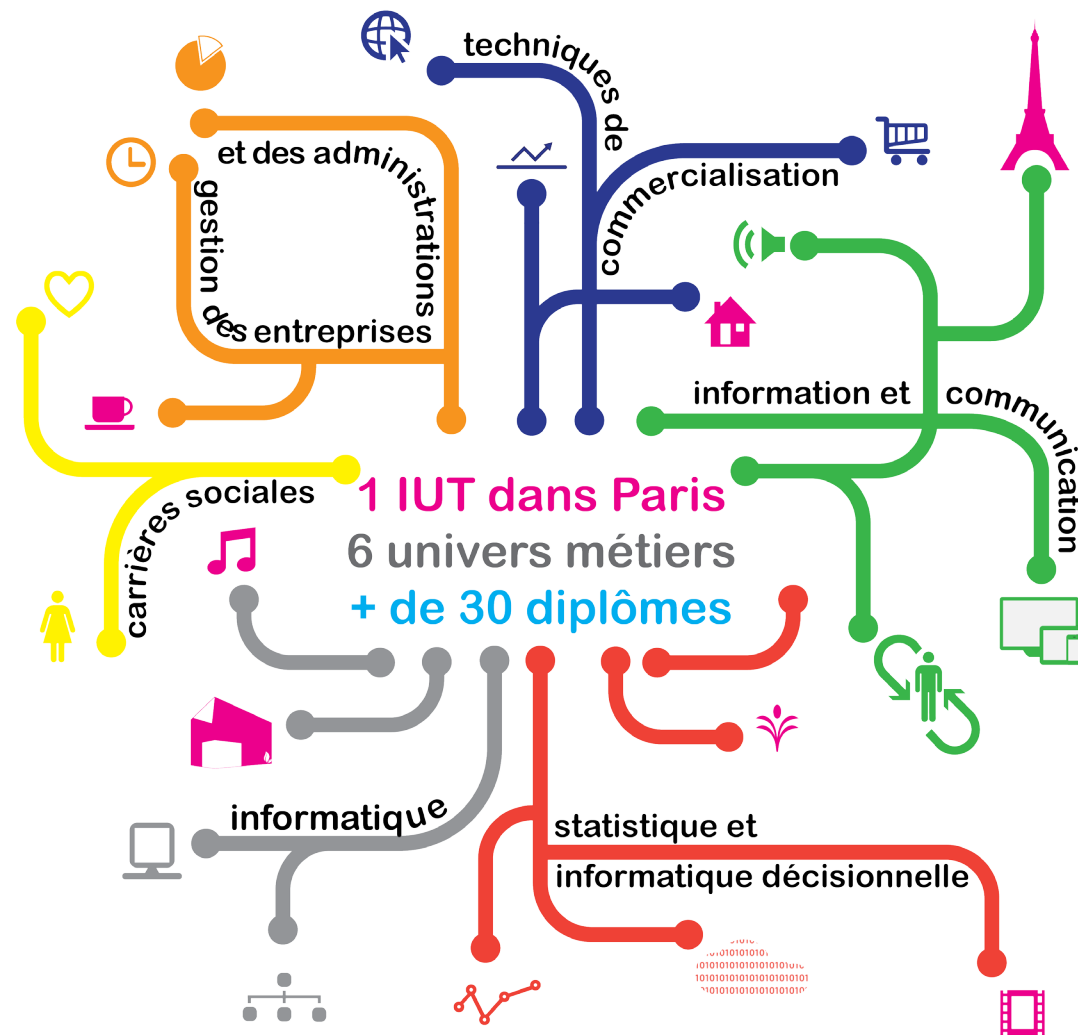 techniques de
commercialisation
gestion des entreprises
et des administrations
information et communication
carrières sociales
1 IUT dans Paris
6 univers métiers
+ de 30 diplômes
informatique
statistique et
informatique décisionnelle